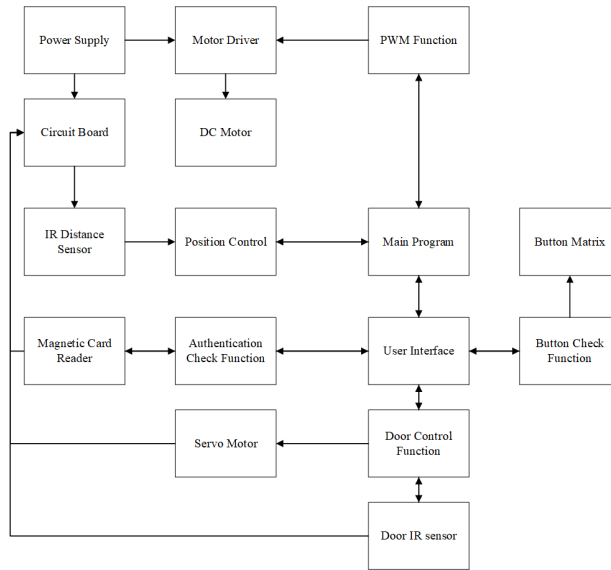 Power Supply
Motor Driver
PWM Function
Circuit Board
DC Motor
IR Distance
Sensor
Position Control
Main Program
Button Matrix
Magnetic Card
Reader
Authentication
Check Function
User Interface
Button Check
Function
Servo Motor
Door Control
Function
Door IR sensor